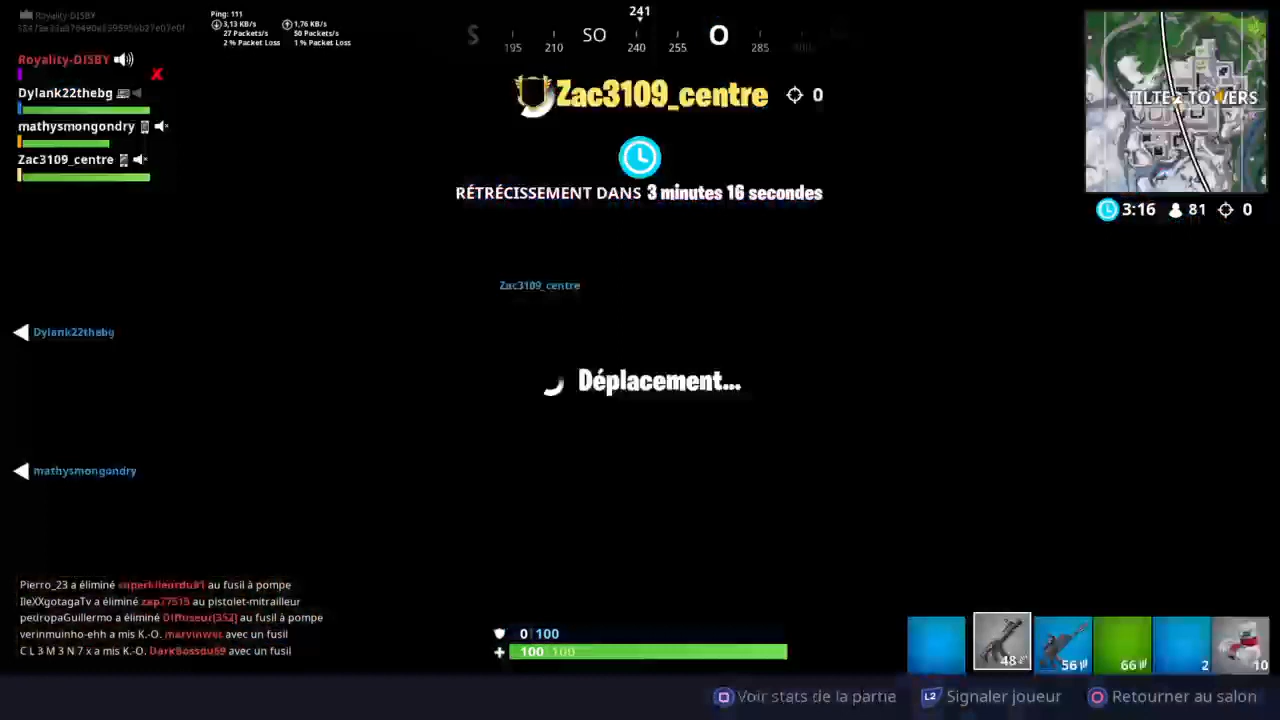 Royality-DISBY
Ping: 111
3,13 KB/s
1,76 KB/s
27 Packets/s
50 Packets/s
2 % Packet Loss
1 % Packet Loss
241
S
195
210
SO
240
255
O
285
300
Royality-DISBY
X
Dylank22thebg
mathysmongondry
Zac3109_centre
Zac3109_centre
0
RÉTRÉCISSEMENT DANS 3 minutes 16 secondes
TOWERS
3:16
81
0
Zac3109_centre
Dylank22thebg
Déplacement...
mathysmongondry
Pierro_23 a éliminé au fusil à pompe
IleXXgotagaTv a éliminé au pistolet-mitrailleur
pedropaGuillermo a éliminé au fusil à pompe
verinmuinho-ehh a mis K.-O. avec un fusil
C L 3 M 3 N 7 x a mis K.-O. avec un fusil
0 | 100
100 | 100
48
56
66
2
10
Voir stats de la partie
L2 Signaler joueur
Retourner au salon